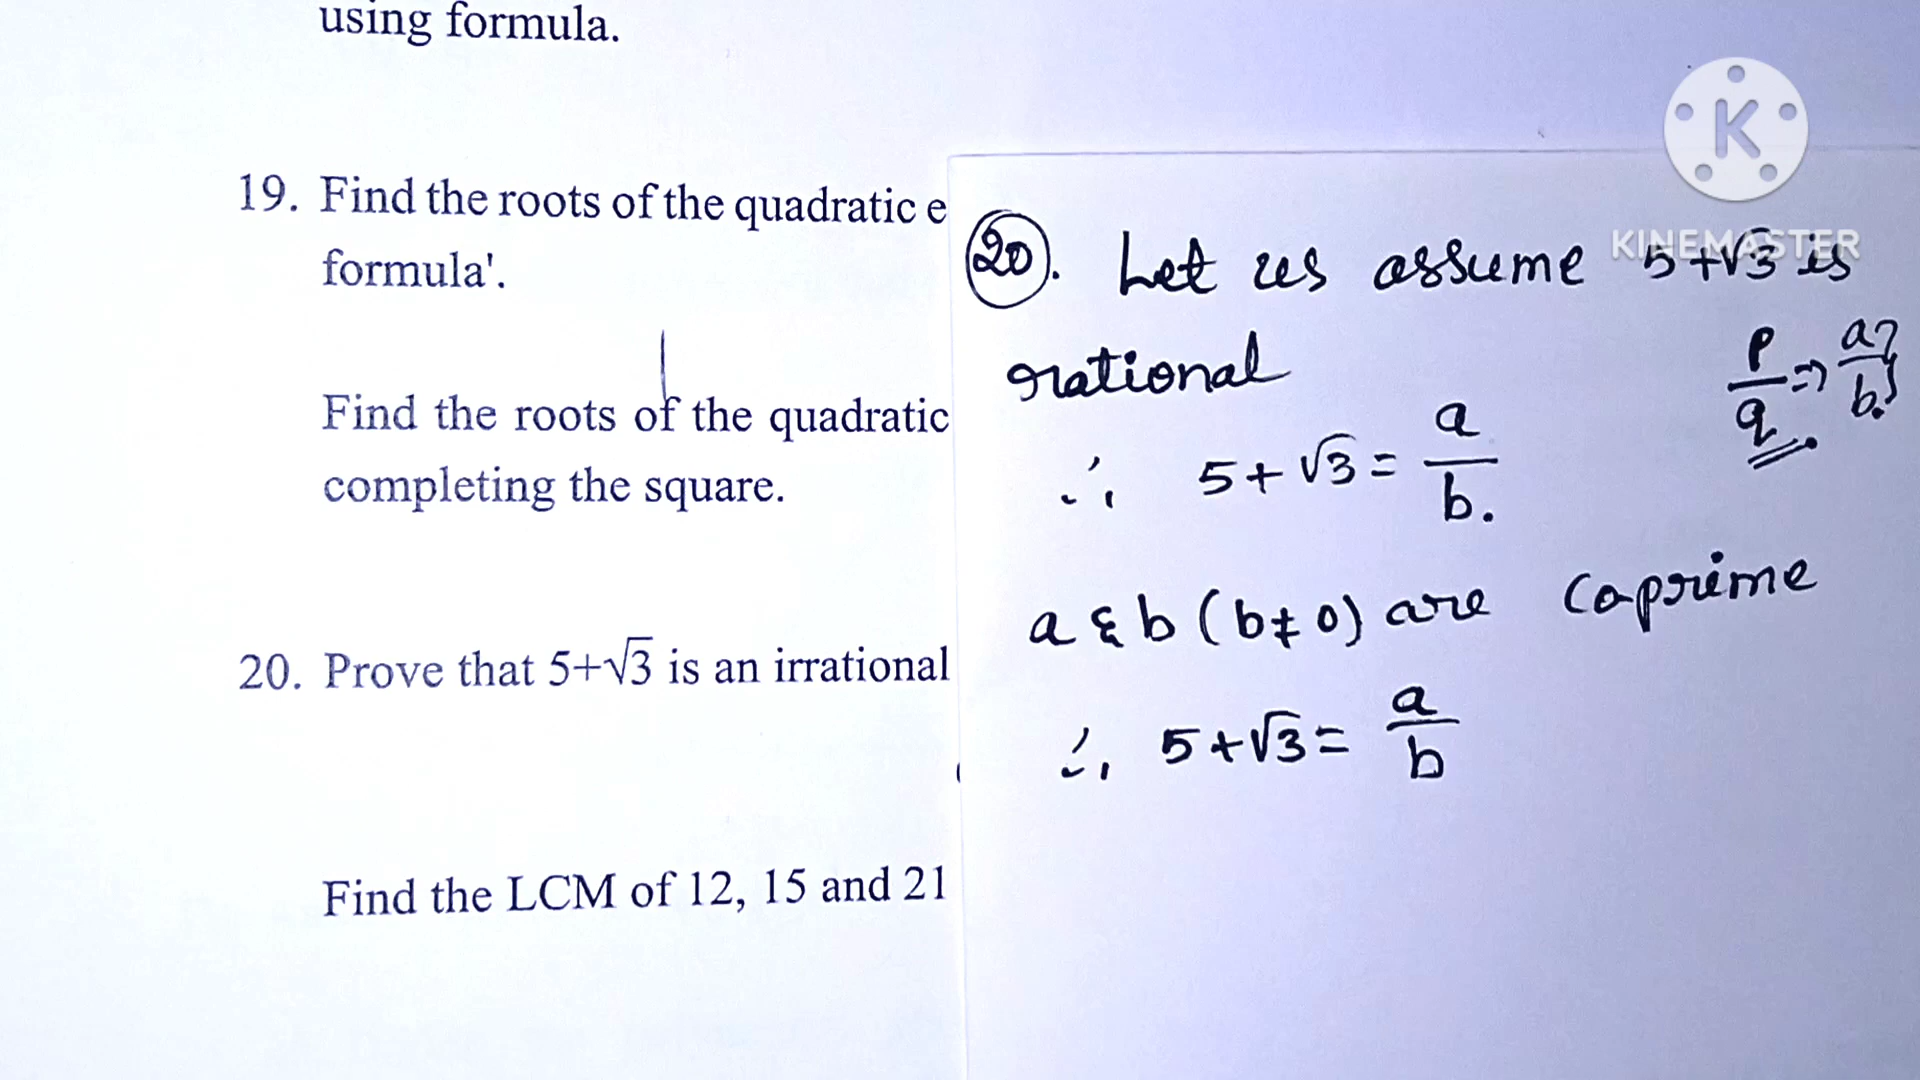 using formula.
19. Find the roots of the quadratic e
formula'.
Find the roots of the quadratic
completing the square.
20. Prove that 5+√3 is an irrational
Find the LCM of 12, 15 and 21
K
KINEMASTER
20. Let us assume 5+√3 is
rational
p/q ⇒ a/b.
∴ 5+√3 = a/b.
a & b (b≠0) are coprime
∴ 5+√3 = a/b